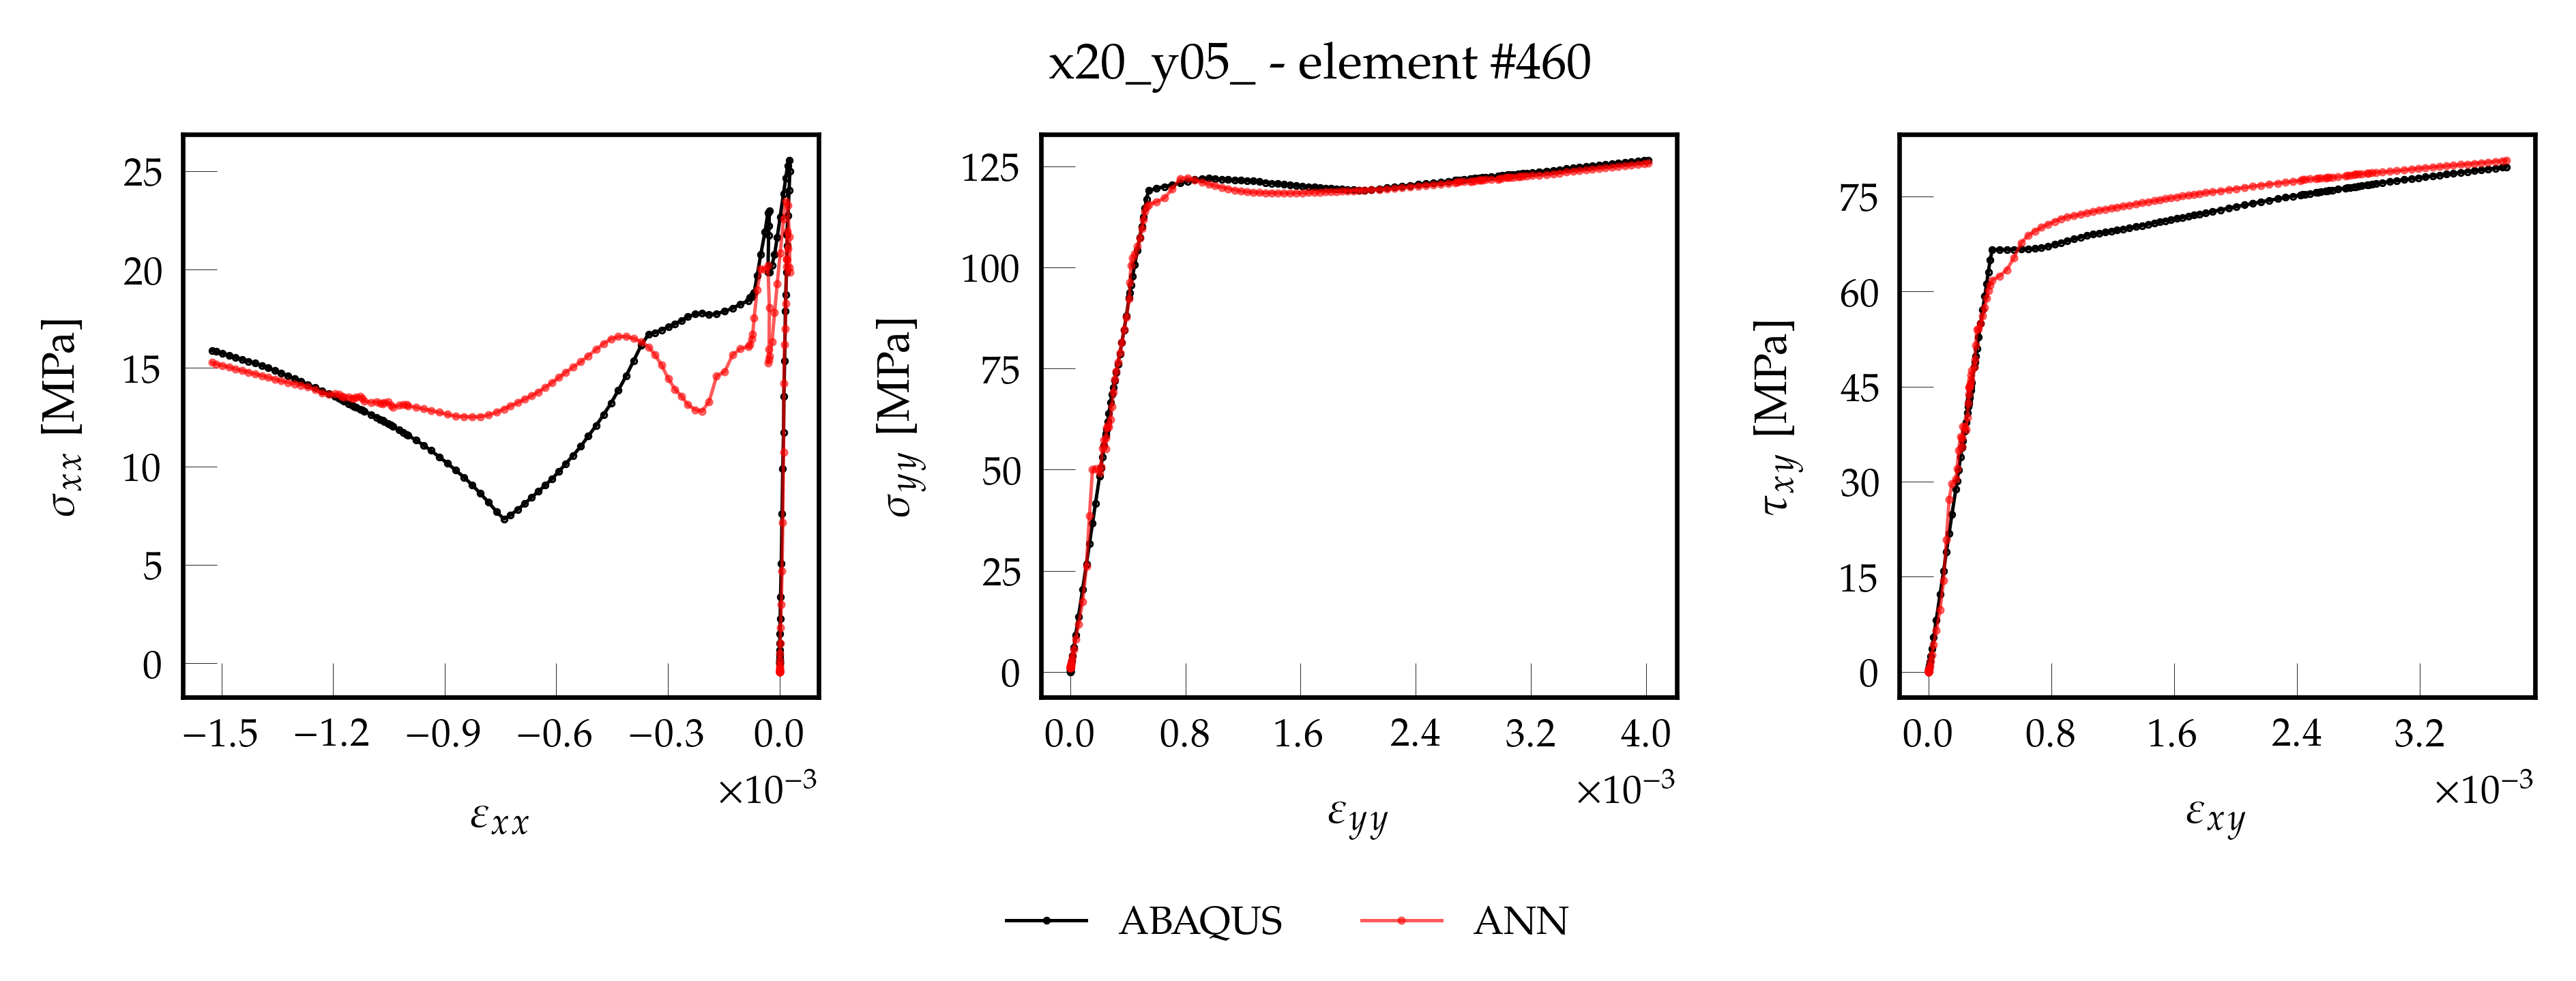 x20_y05_ - element #460
σxx [MPa]
25
20
15
10
5
0
−1.5 −1.2 −0.9 −0.6 −0.3 0.0
×10−3
εxx
σyy [MPa]
125
100
75
50
25
0
0.0 0.8 1.6 2.4 3.2 4.0
×10−3
εyy
τxy [MPa]
75
60
45
30
15
0
0.0 0.8 1.6 2.4 3.2
×10−3
εxy
ABAQUS ANN